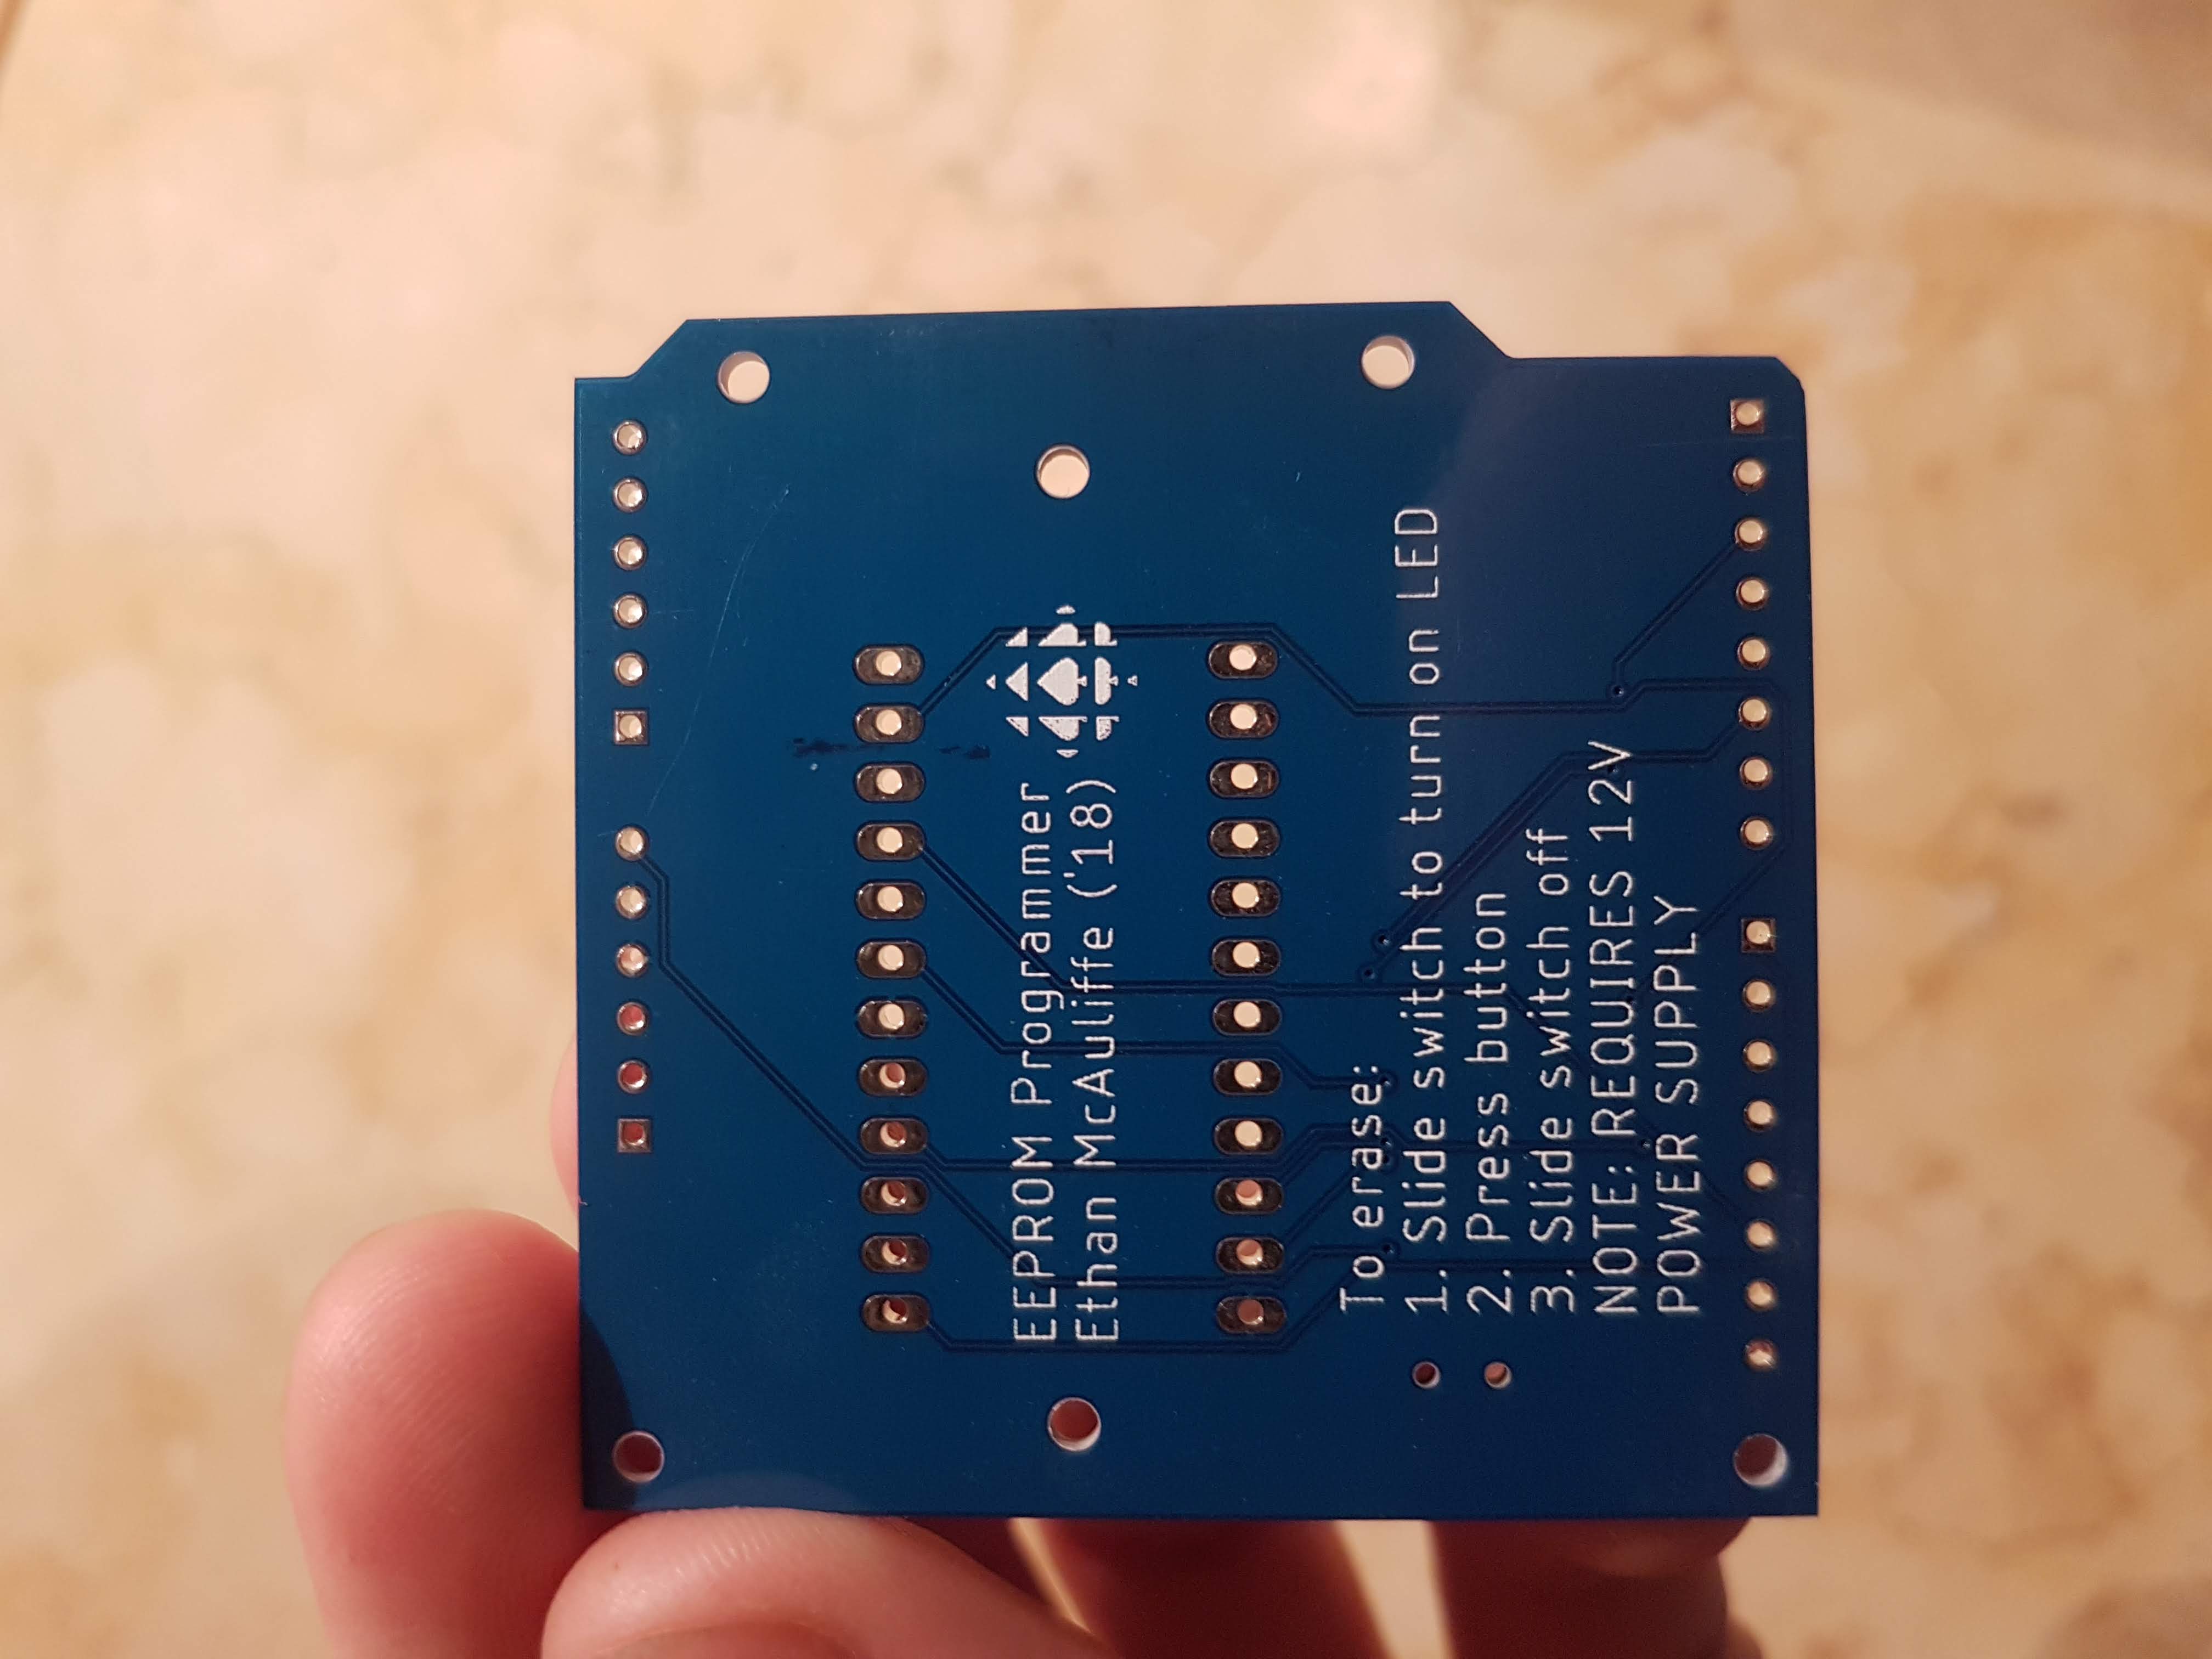 EEPROM Programmer
Ethan McAuliffe ('18)
To erase:
1. Slide switch to turn on LED
2. Press button
3. Slide switch off
NOTE: REQUIRES 12V
POWER SUPPLY